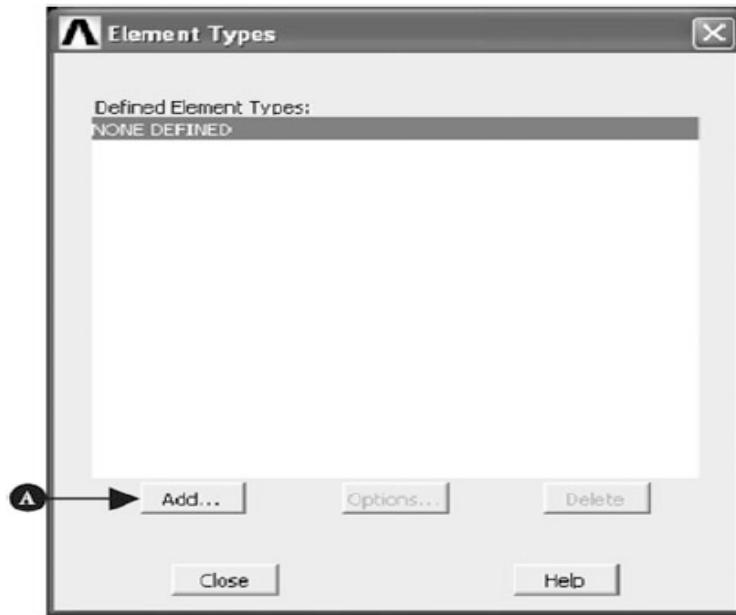 Element Types
Defined Element Types:
NONE DEFINED
A
Add...
Options...
Delete
Close
Help